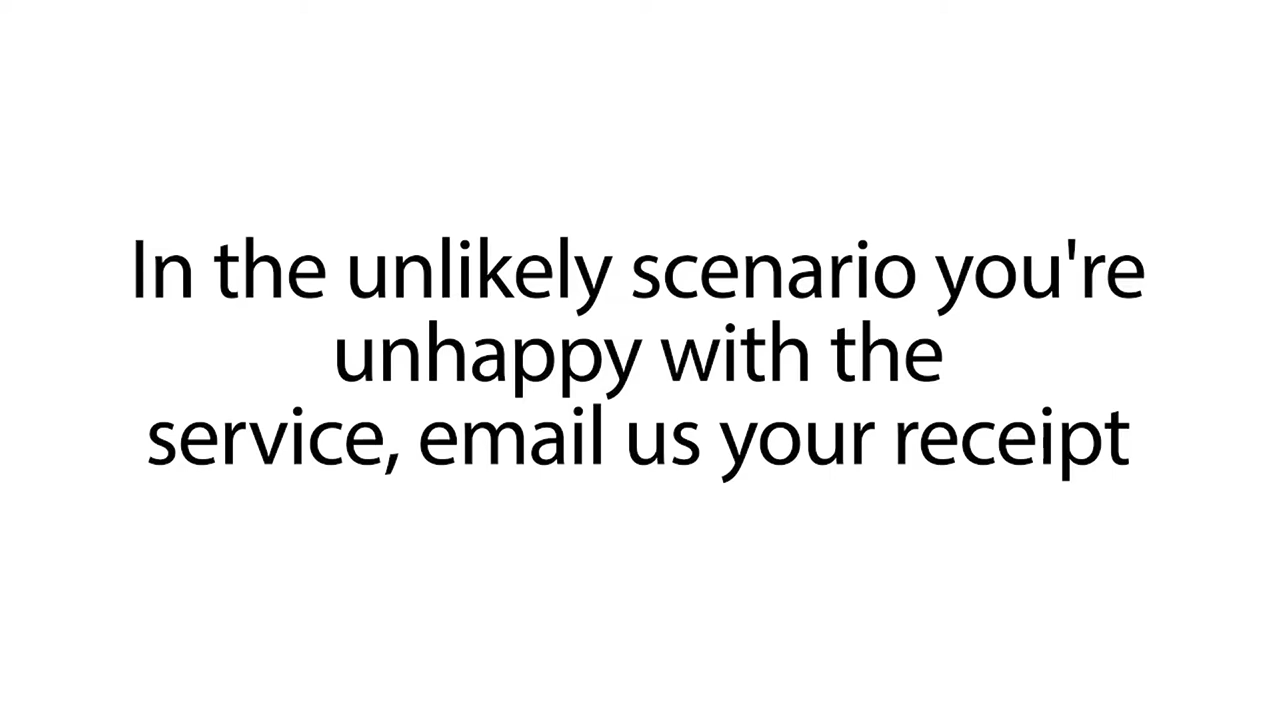 In the unlikely scenario you're
unhappy with the
service, email us your receipt